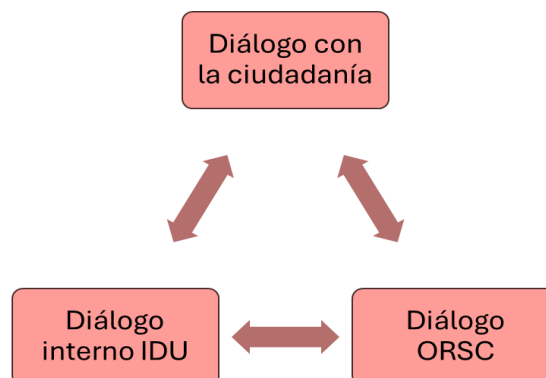 Diálogo con
la ciudadanía
Diálogo
interno IDU
Diálogo
ORSC